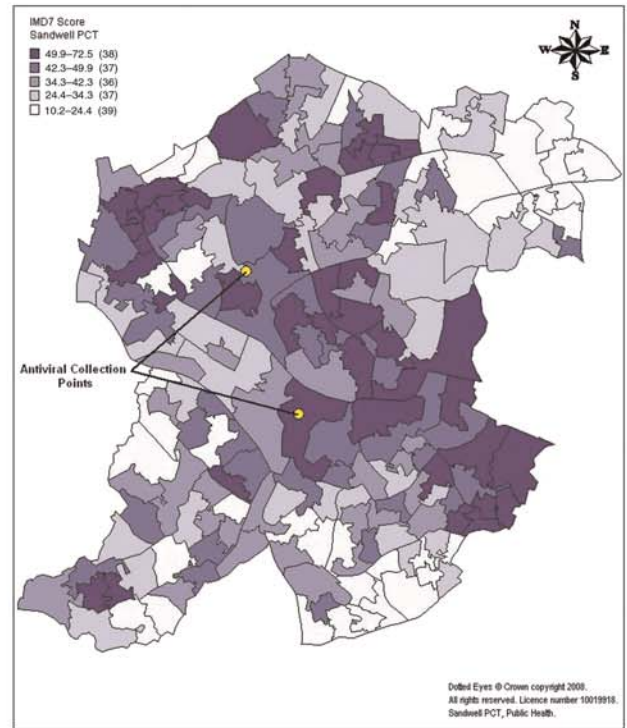 IMD7 Score
Sandwell PCT
49.9–72.5 (38)
42.3–49.9 (37)
34.3–42.3 (36)
24.4–34.3 (37)
10.2–24.4 (39)
N
W E
S
Antiviral Collection
Points
Dotted Eyes © Crown copyright 2008.
All rights reserved. Licence number 10019918.
Sandwell PCT, Public Health.